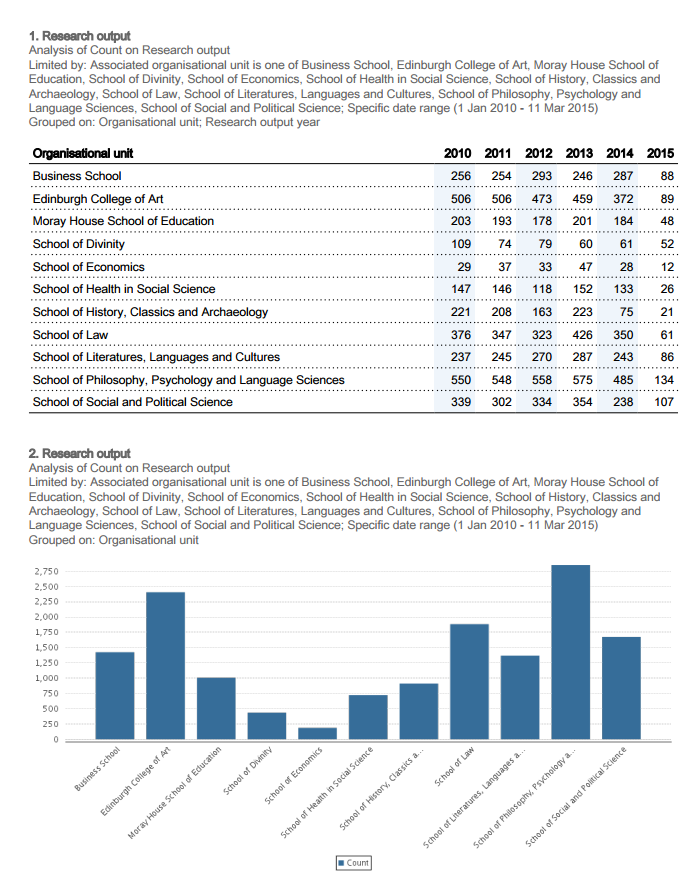 1. Research output
Analysis of Count on Research output
Limited by: Associated organisational unit is one of Business School, Edinburgh College of Art, Moray House School of
Education, School of Divinity, School of Economics, School of Health in Social Science, School of History, Classics and
Archaeology, School of Law, School of Literatures, Languages and Cultures, School of Philosophy, Psychology and
Language Sciences, School of Social and Political Science; Specific date range (1 Jan 2010 - 11 Mar 2015)
Grouped on: Organisational unit; Research output year
Organisational unit 2010 2011 2012 2013 2014 2015
Business School 256 254 293 246 287 88
Edinburgh College of Art 506 506 473 459 372 89
Moray House School of Education 203 193 178 201 184 48
School of Divinity 109 74 79 60 61 52
School of Economics 29 37 33 47 28 12
School of Health in Social Science 147 146 118 152 133 26
School of History, Classics and Archaeology 221 208 163 223 75 21
School of Law 376 347 323 426 350 61
School of Literatures, Languages and Cultures 237 245 270 287 243 86
School of Philosophy, Psychology and Language Sciences 550 548 558 575 485 134
School of Social and Political Science 339 302 334 354 238 107
2. Research output
Analysis of Count on Research output
Limited by: Associated organisational unit is one of Business School, Edinburgh College of Art, Moray House School of
Education, School of Divinity, School of Economics, School of Health in Social Science, School of History, Classics and
Archaeology, School of Law, School of Literatures, Languages and Cultures, School of Philosophy, Psychology and
Language Sciences, School of Social and Political Science; Specific date range (1 Jan 2010 - 11 Mar 2015)
Grouped on: Organisational unit
2,750
2,500
2,250
2,000
1,750
1,500
1,250
1,000
750
500
250
0
Business School
Edinburgh College of Art
Moray House School of Education
School of Divinity
School of Economics
School of Health in Social Science
School of History, Classics a...
School of Law
School of Literatures, Languages a...
School of Philosophy, Psychology a...
School of Social and Political Science
Count